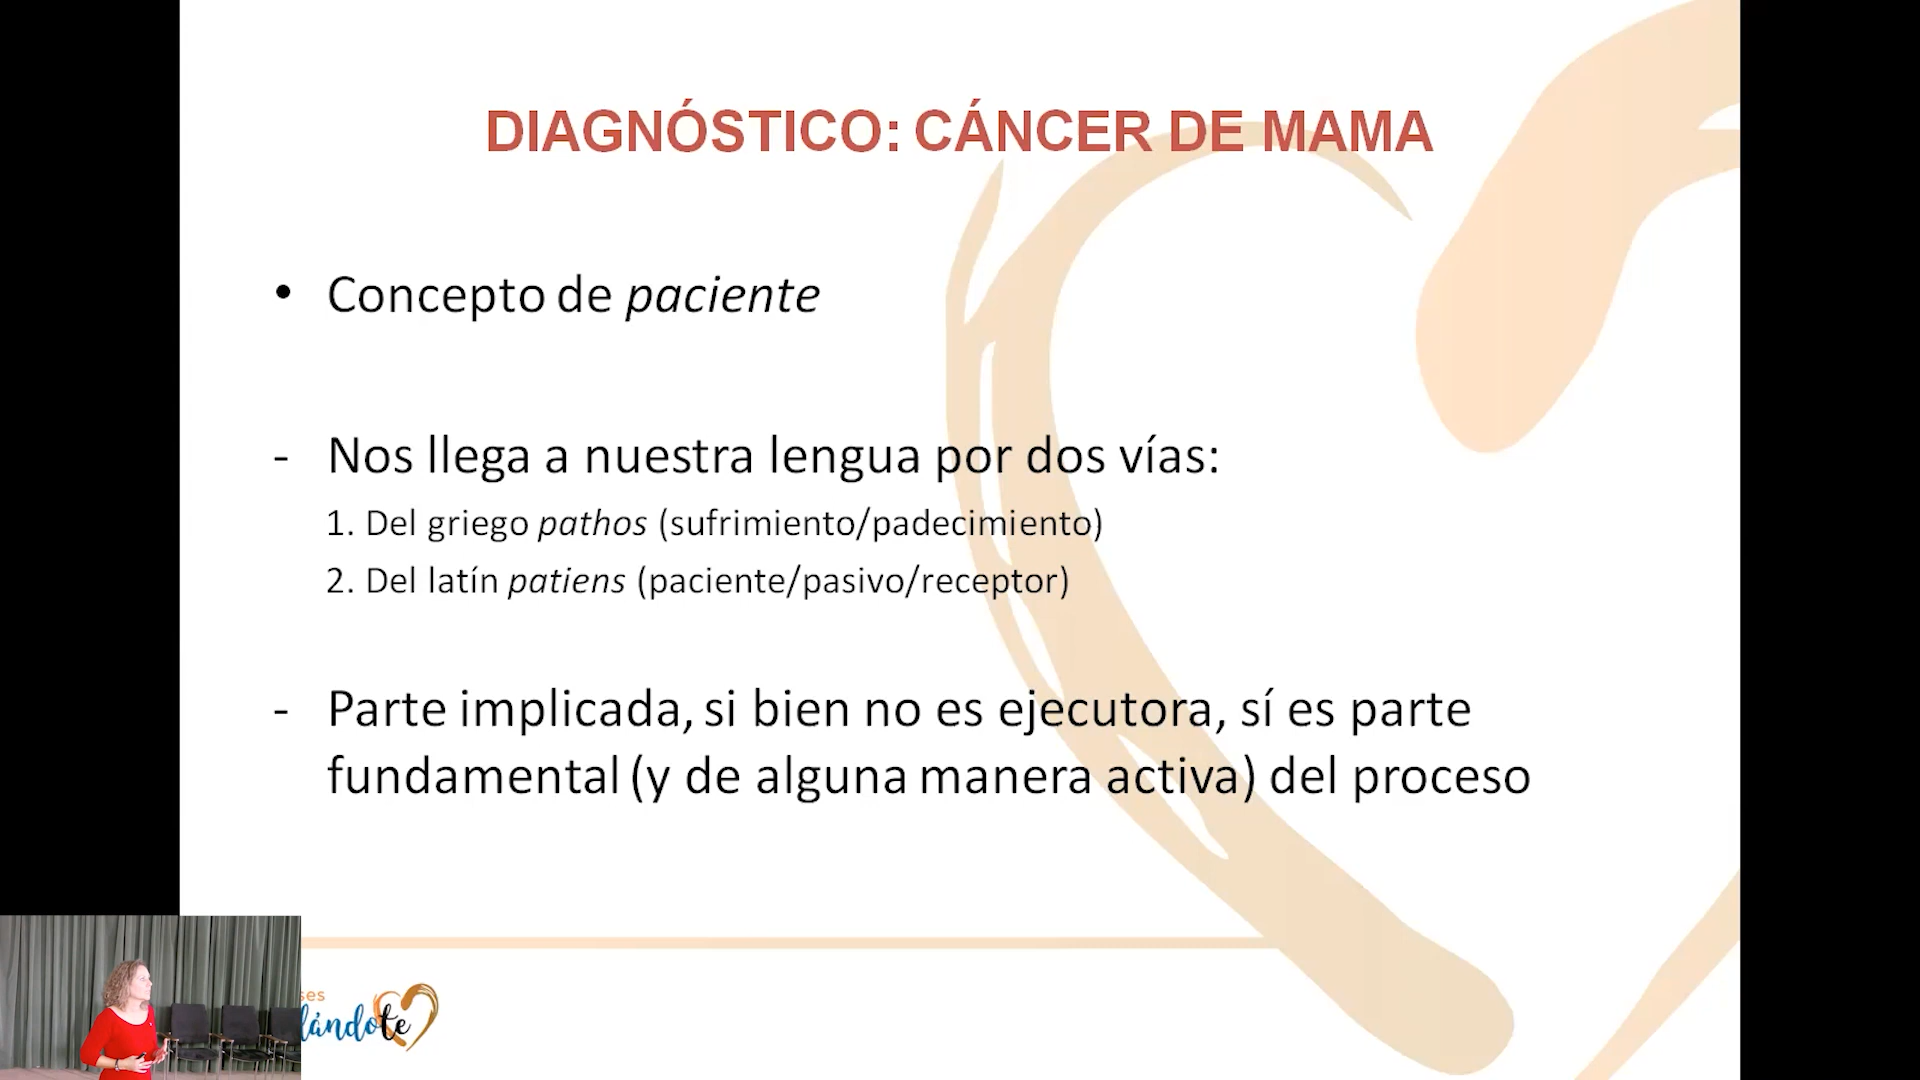 DIAGNÓSTICO: CÁNCER DE MAMA
• Concepto de paciente
- Nos llega a nuestra lengua por dos vías:
1. Del griego pathos (sufrimiento/padecimiento)
2. Del latín patiens (paciente/pasivo/receptor)
- Parte implicada, si bien no es ejecutora, sí es parte
fundamental (y de alguna manera activa) del proceso